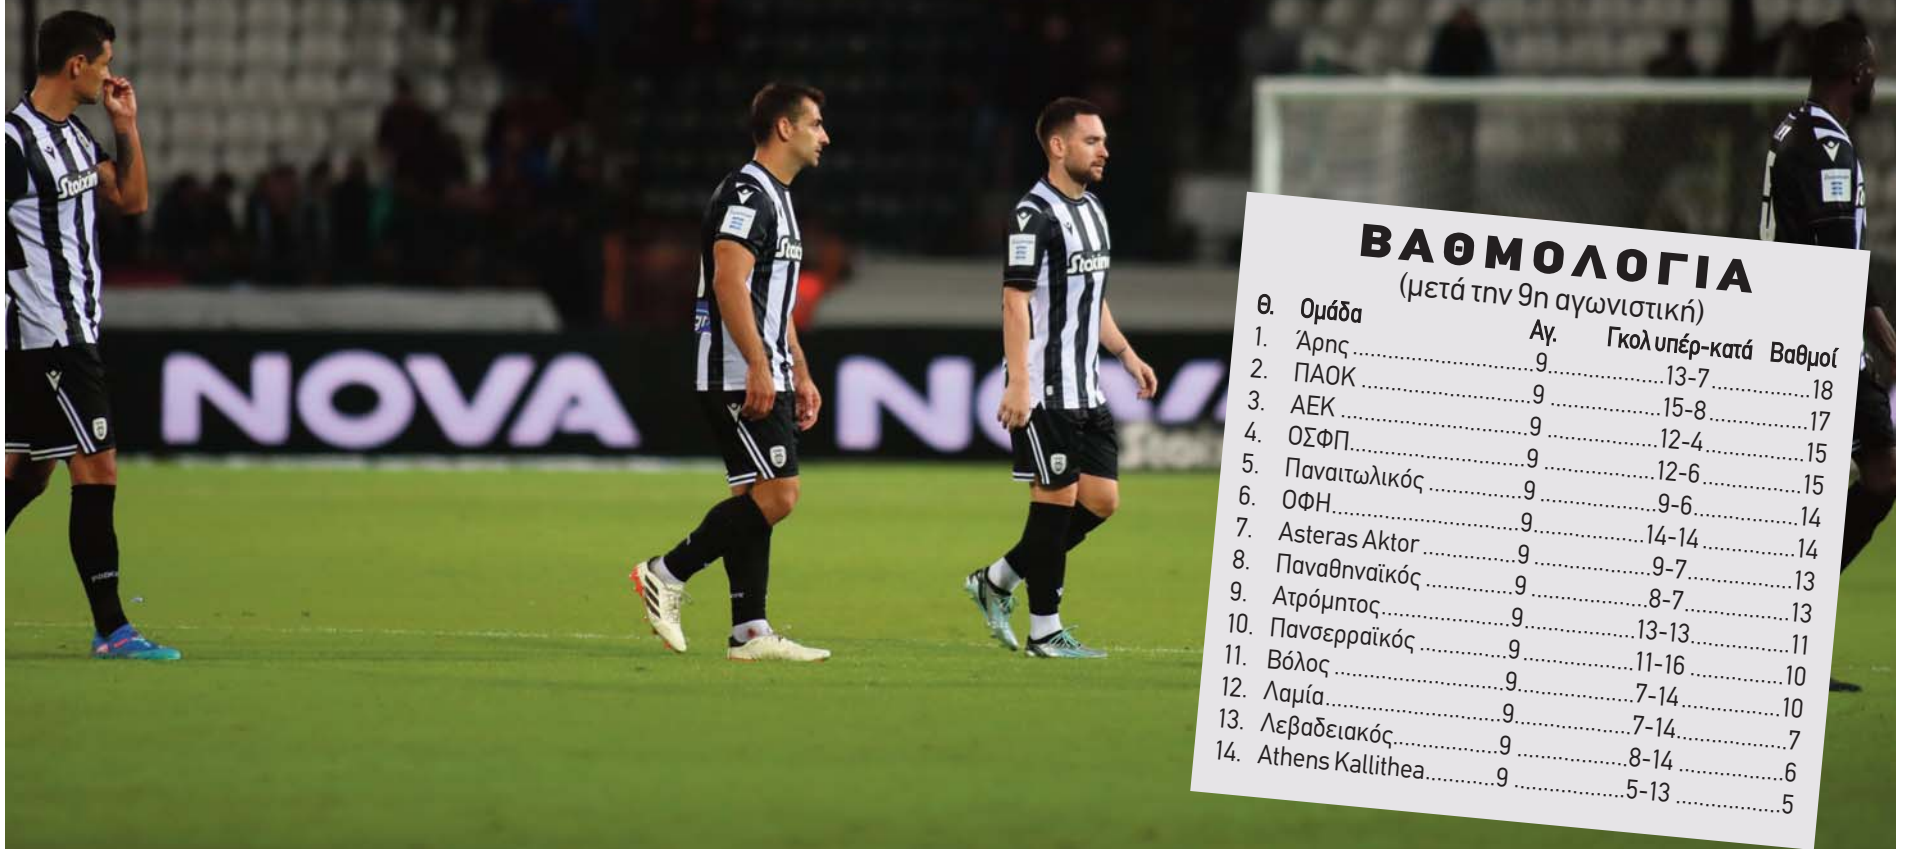 NOVA
ΒΑΘΜΟΛΟΓΙΑ
(μετά την 9η αγωνιστική)
Θ. Ομάδα Αγ. Γκολ υπέρ-κατά Βαθμοί
1. Άρης 9 13-7 18
2. ΠΑΟΚ 9 15-8 17
3. ΑΕΚ 9 12-4 15
4. ΟΣΦΠ 9 12-6 15
5. Παναιτωλικός 9 9-6 14
6. ΟΦΗ 9 14-14 14
7. Asteras Aktor 9 9-7 13
8. Παναθηναϊκός 9 8-7 13
9. Ατρόμητος 9 13-13 11
10. Πανσερραϊκός 9 11-16 10
11. Βόλος 9 7-14 10
12. Λαμία 9 7-14 7
13. Λεβαδειακός 9 8-14 6
14. Athens Kallithea 9 5-13 5